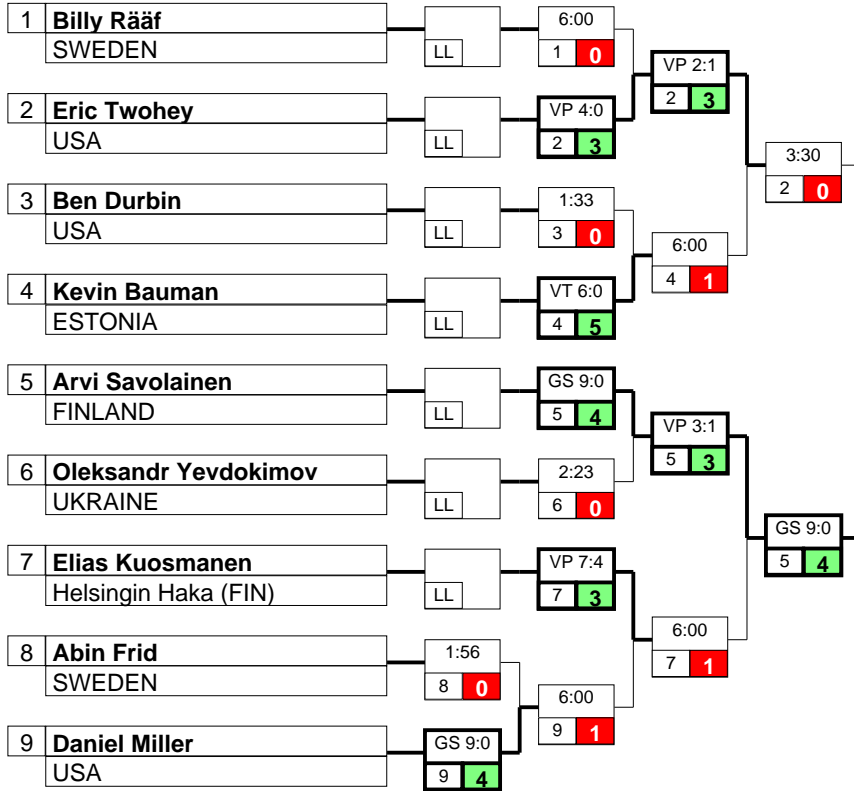 1 Billy Rääf
SWEDEN
LL
6:00
1 0
VP 2:1
2 3
2 Eric Twohey
USA
LL
VP 4:0
2 3
3:30
2 0
3 Ben Durbin
USA
LL
1:33
3 0
6:00
4 1
4 Kevin Bauman
ESTONIA
LL
VT 6:0
4 5
5 Arvi Savolainen
FINLAND
LL
GS 9:0
5 4
VP 3:1
5 3
6 Oleksandr Yevdokimov
UKRAINE
LL
2:23
6 0
GS 9:0
5 4
7 Elias Kuosmanen
Helsingin Haka (FIN)
LL
VP 7:4
7 3
6:00
7 1
8 Abin Frid
SWEDEN
1:56
8 0
6:00
9 1
9 Daniel Miller
USA
GS 9:0
9 4